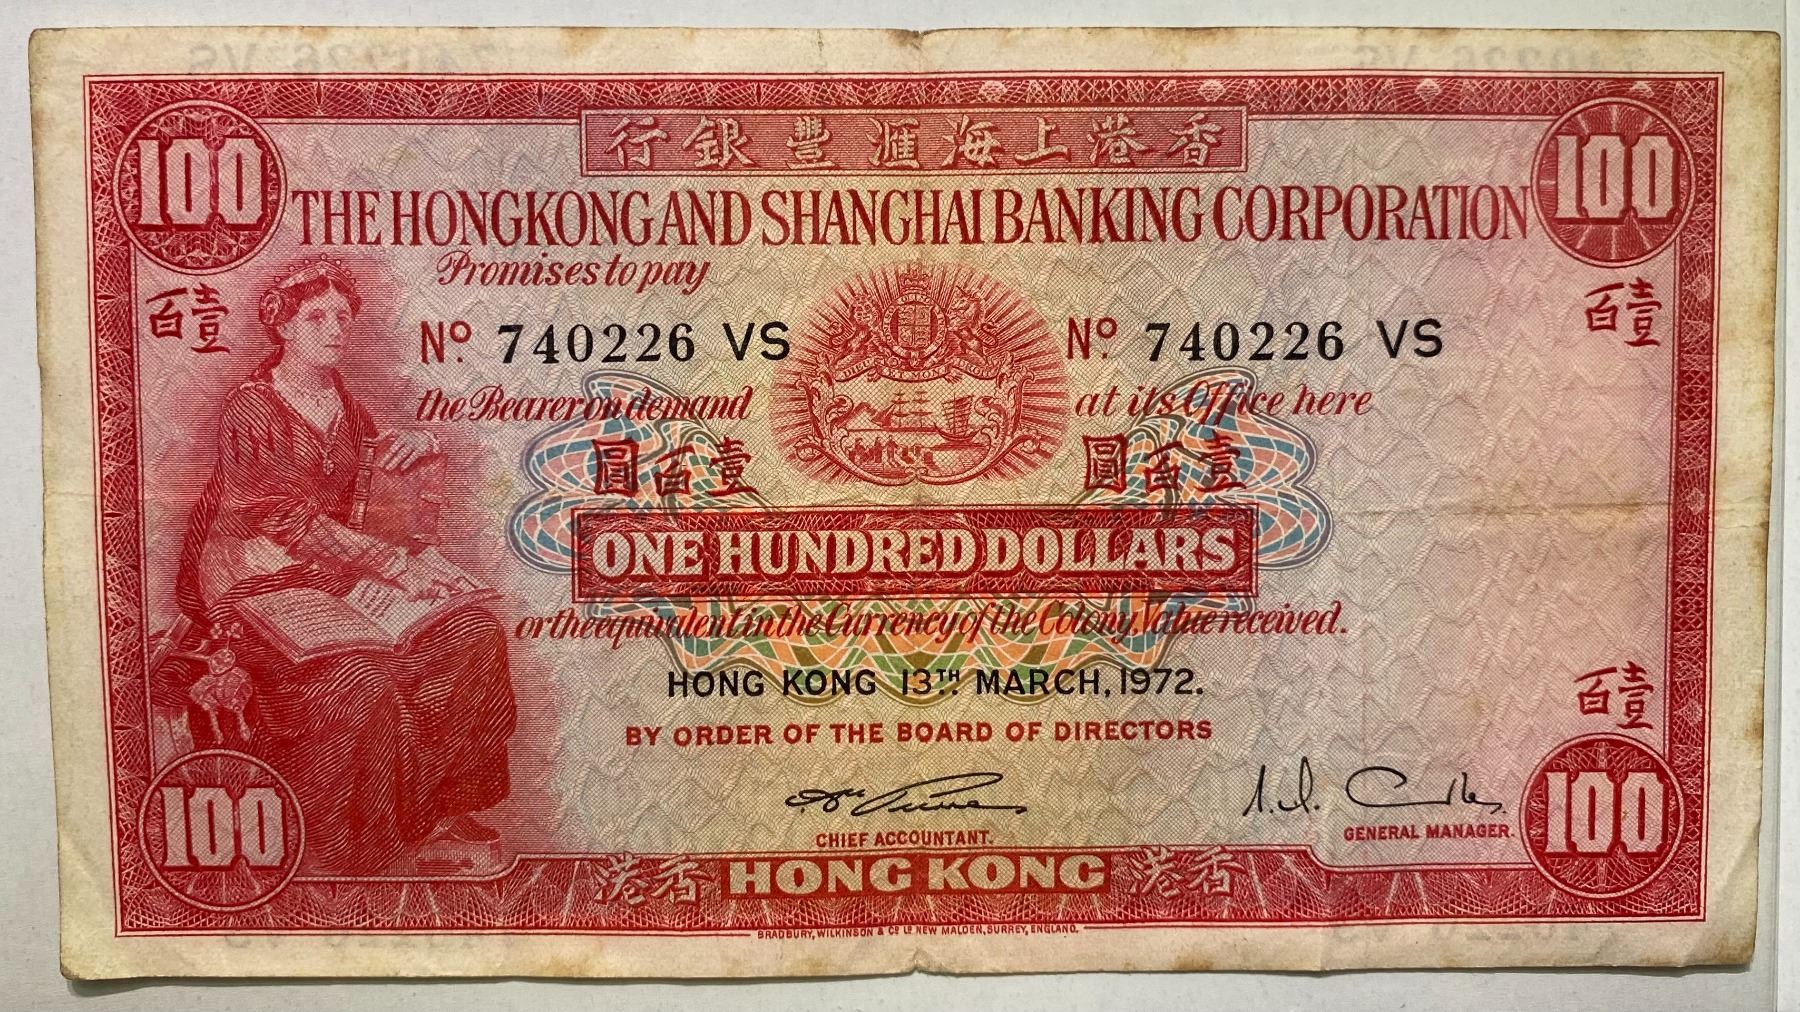 行銀豐滙海上港香
100
100
THE HONGKONG AND SHANGHAI BANKING CORPORATION
Promises to pay
百壹
百壹
Nº 740226 VS
Nº 740226 VS
DIEU ET MON DROIT
the Bearer on demand
at its Office here
圓百壹
圓百壹
ONE HUNDRED DOLLARS
or the equivalent in the Currency of the Colony, Value received.
HONG KONG 13TH MARCH, 1972.
百壹
BY ORDER OF THE BOARD OF DIRECTORS
CHIEF ACCOUNTANT.
GENERAL MANAGER.
100
100
港香 HONG KONG 港香
BRADBURY, WILKINSON & Cº Lº NEW MALDEN, SURREY, ENGLAND.